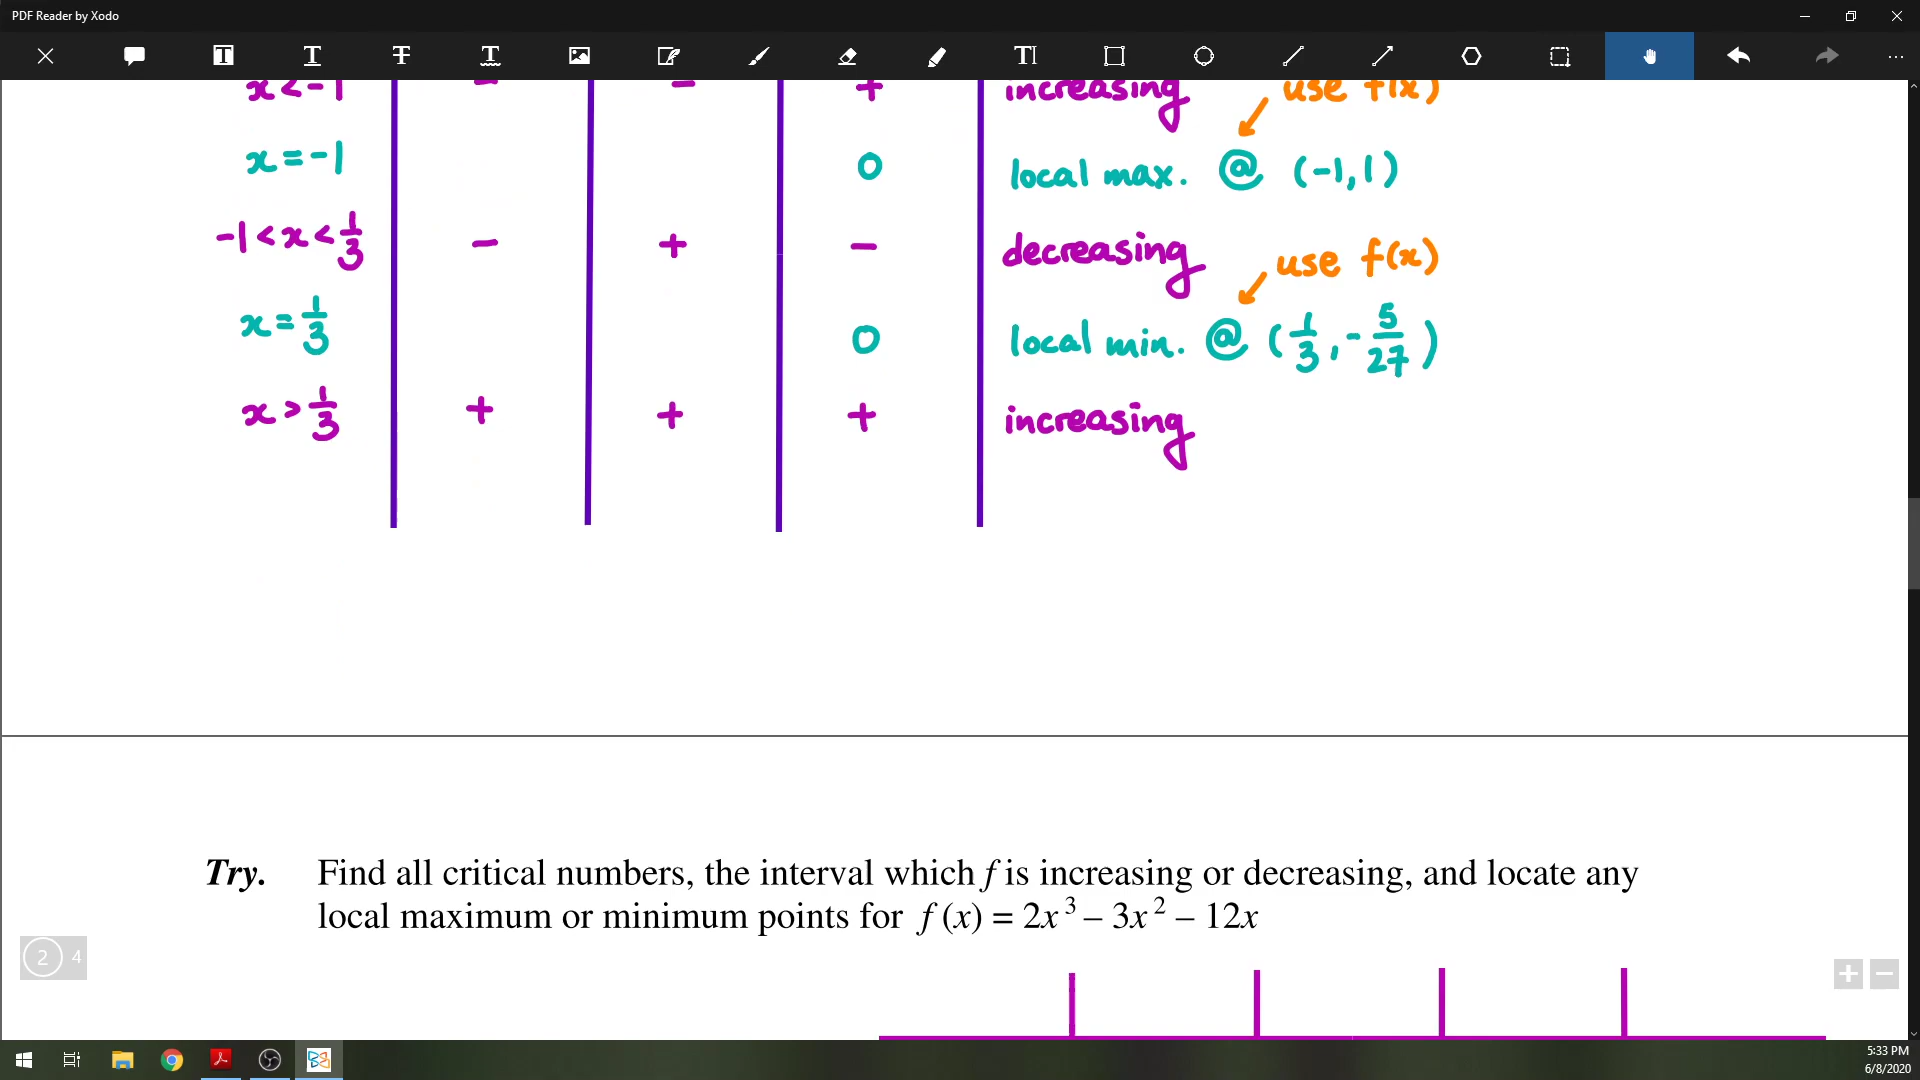 PDF Reader by Xodo
x < -1 - - + increasing use f(x)
x = -1 0 local max. @ (-1, 1)
-1 < x < 1/3 - + - decreasing use f(x)
x = 1/3 0 local min. @ (1/3, -5/27)
x > 1/3 + + + increasing
Try. Find all critical numbers, the interval which f is increasing or decreasing, and locate any
local maximum or minimum points for f (x) = 2x³ – 3x² – 12x
2 4
5:33 PM
6/8/2020